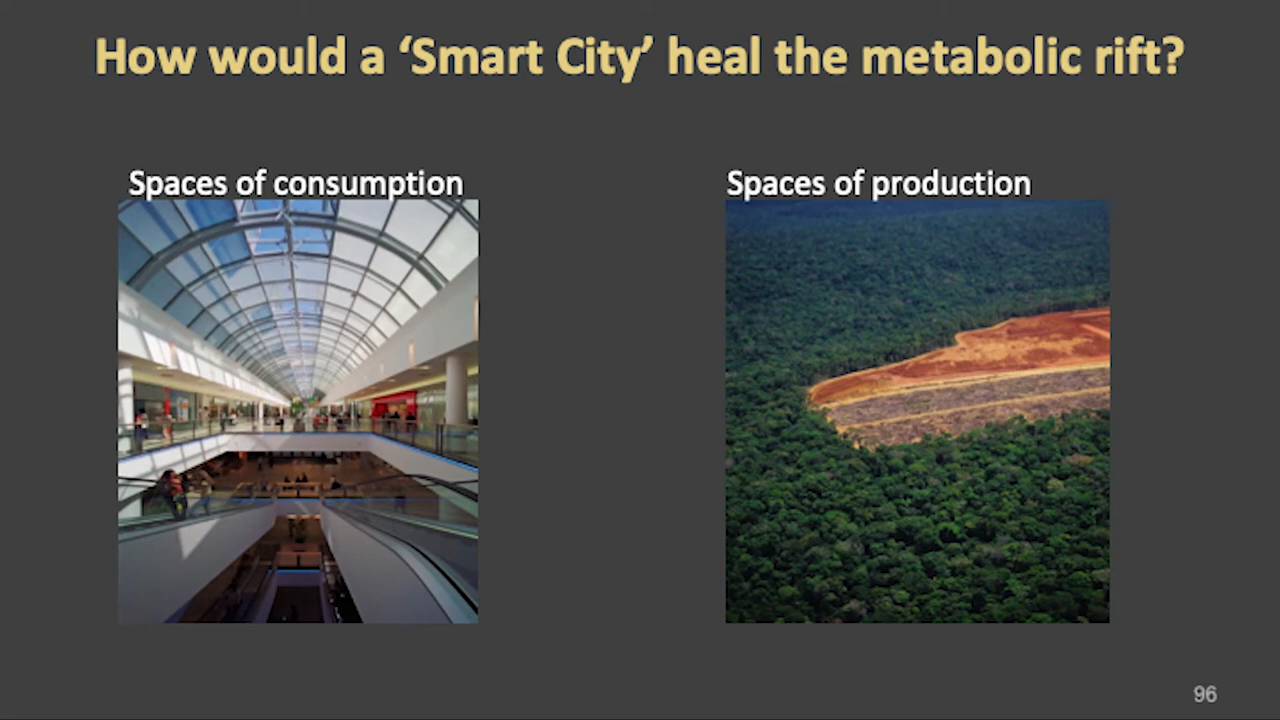 How would a ‘Smart City’ heal the metabolic rift?
Spaces of consumption
Spaces of production
96